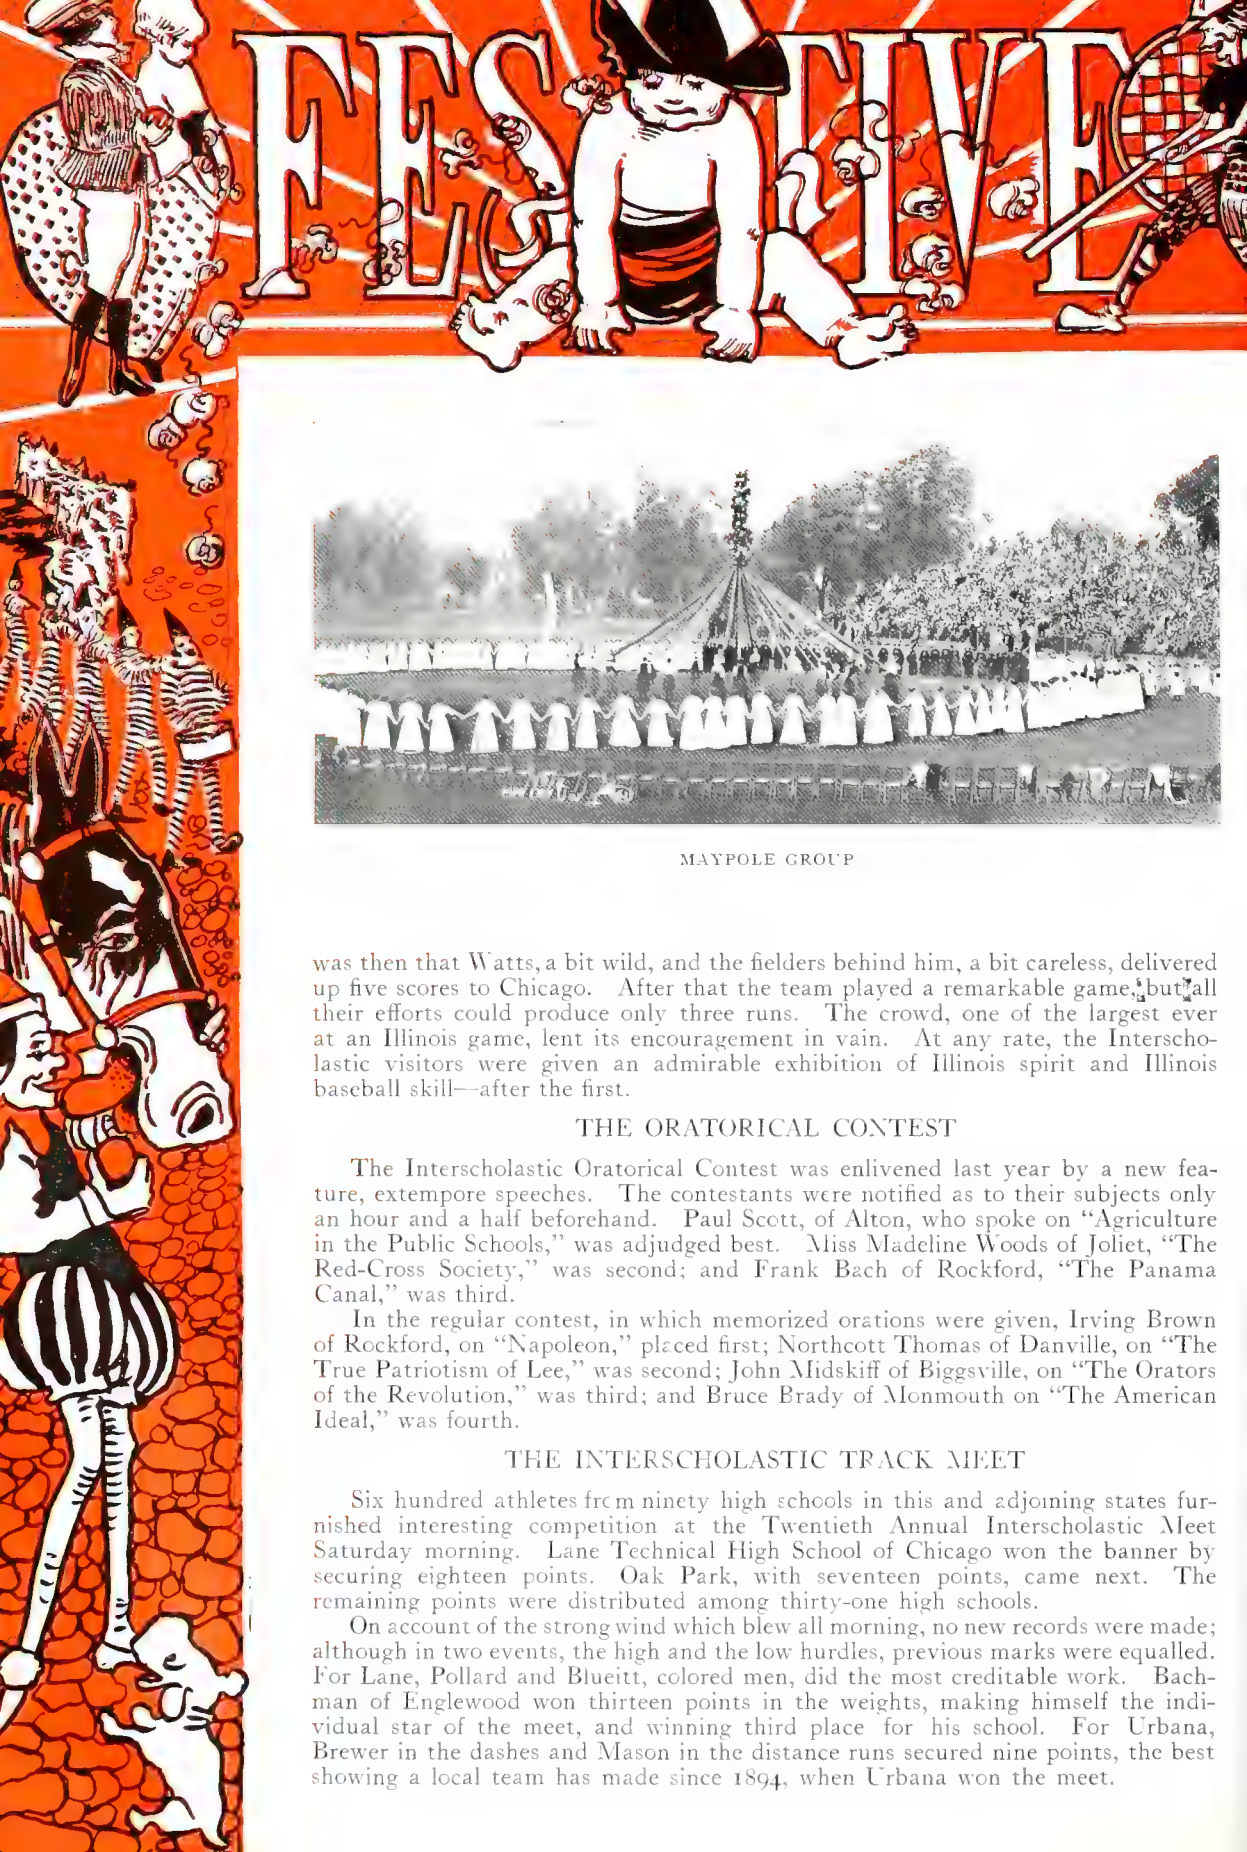 FESTIVE
MAYPOLE GROUP
was then that Watts, a bit wild, and the fielders behind him, a bit careless, delivered
up five scores to Chicago. After that the team played a remarkable game, but all
their efforts could produce only three runs. The crowd, one of the largest ever
at an Illinois game, lent its encouragement in vain. At any rate, the Interscho-
lastic visitors were given an admirable exhibition of Illinois spirit and Illinois
baseball skill—after the first.
THE ORATORICAL CONTEST
The Interscholastic Oratorical Contest was enlivened last year by a new fea-
ture, extempore speeches. The contestants were notified as to their subjects only
an hour and a half beforehand. Paul Scott, of Alton, who spoke on “Agriculture
in the Public Schools,” was adjudged best. Miss Madeline Woods of Joliet, “The
Red-Cross Society,” was second; and Frank Bach of Rockford, “The Panama
Canal,” was third.
In the regular contest, in which memorized orations were given, Irving Brown
of Rockford, on “Napoleon,” placed first; Northcott Thomas of Danville, on “The
True Patriotism of Lee,” was second; John Midskiff of Biggsville, on “The Orators
of the Revolution,” was third; and Bruce Brady of Monmouth on “The American
Ideal,” was fourth.
THE INTERSCHOLASTIC TRACK MEET
Six hundred athletes from ninety high schools in this and adjoining states fur-
nished interesting competition at the Twentieth Annual Interscholastic Meet
Saturday morning. Lane Technical High School of Chicago won the banner by
securing eighteen points. Oak Park, with seventeen points, came next. The
remaining points were distributed among thirty-one high schools.
On account of the strong wind which blew all morning, no new records were made;
although in two events, the high and the low hurdles, previous marks were equalled.
For Lane, Pollard and Blueitt, colored men, did the most creditable work. Bach-
man of Englewood won thirteen points in the weights, making himself the indi-
vidual star of the meet, and winning third place for his school. For Urbana,
Brewer in the dashes and Mason in the distance runs secured nine points, the best
showing a local team has made since 1894, when Urbana won the meet.